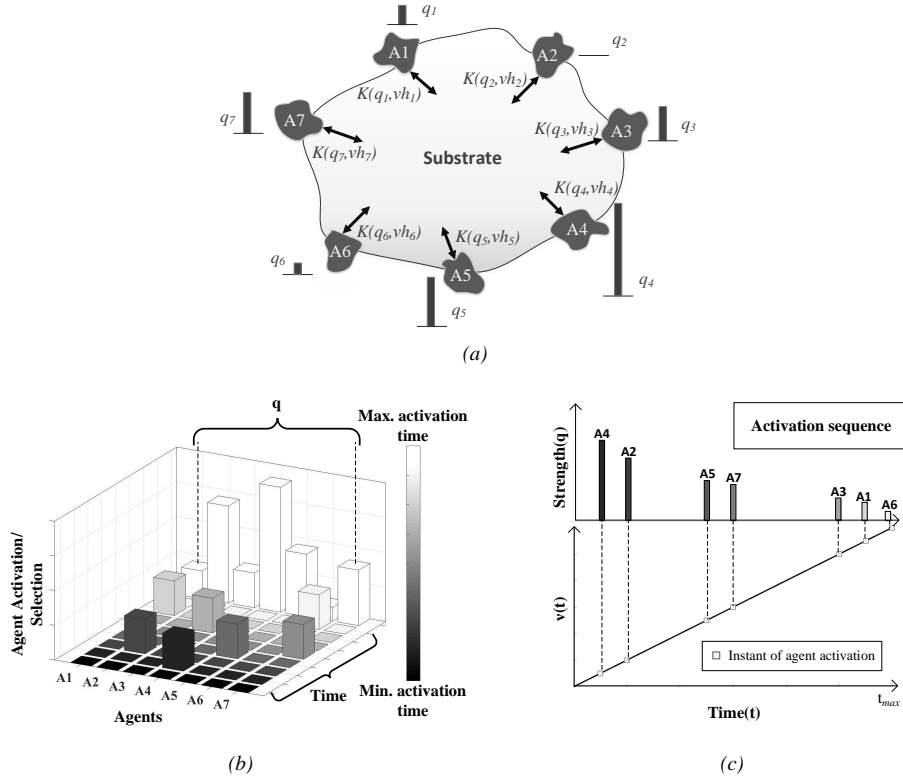 q1
A1
A2
q2
K(q1,vh1)
K(q2,vh2)
q7
A7
K(q7,vh7)
K(q3,vh3)
A3
q3
Substrate
K(q4,vh4)
A4
q4
K(q6,vh6)
A6
q6
K(q5,vh5)
A5
q5
(a)
q
Max. activation
time
Agent Activation/
Selection
A1
A2
A3
A4
A5
A6
A7
Time
Min. activation
time
Agents
(b)
Activation sequence
Strength(q)
A4
A2
A5
A7
A3
A1
A6
v(t)
Instant of agent activation
tmax
Time(t)
(c)